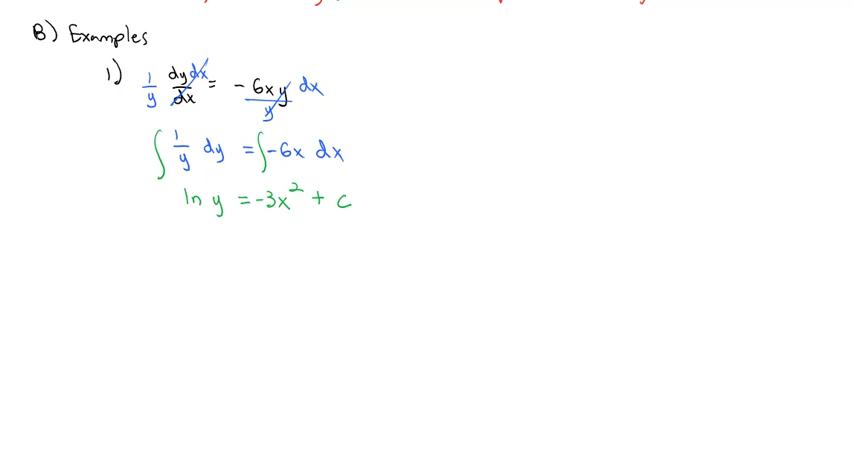 B) Examples
1) 1/y dy/dx dx = -6xy/y dx
∫ 1/y dy = ∫ -6x dx
ln y = -3x² + c